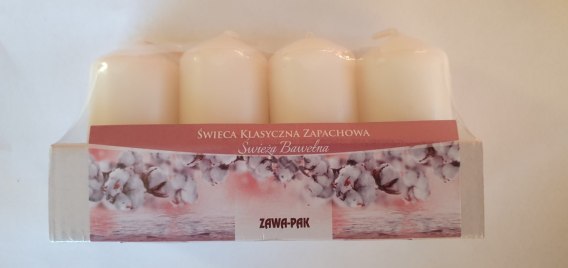 ŚWIECA KLASYCZNA ZAPACHOWA
Świeża Bawełna
ZAWA-PAK